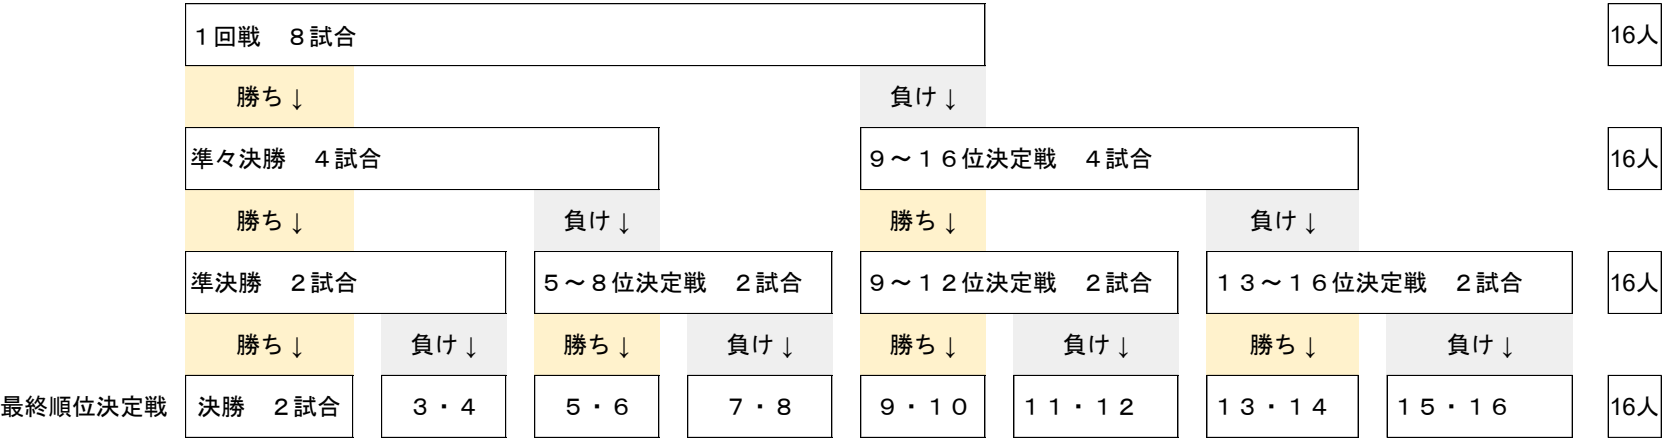 １回戦　８試合 16人
勝ち↓ 負け↓
準々決勝　４試合 ９～１６位決定戦　４試合 16人
勝ち↓ 負け↓ 勝ち↓ 負け↓
準決勝　２試合 ５～８位決定戦　２試合 ９～１２位決定戦　２試合 １３～１６位決定戦　２試合 16人
勝ち↓ 負け↓ 勝ち↓ 負け↓ 勝ち↓ 負け↓ 勝ち↓ 負け↓
最終順位決定戦 決勝　２試合 ３・４ ５・６ ７・８ ９・１０ １１・１２ １３・１４ １５・１６ 16人